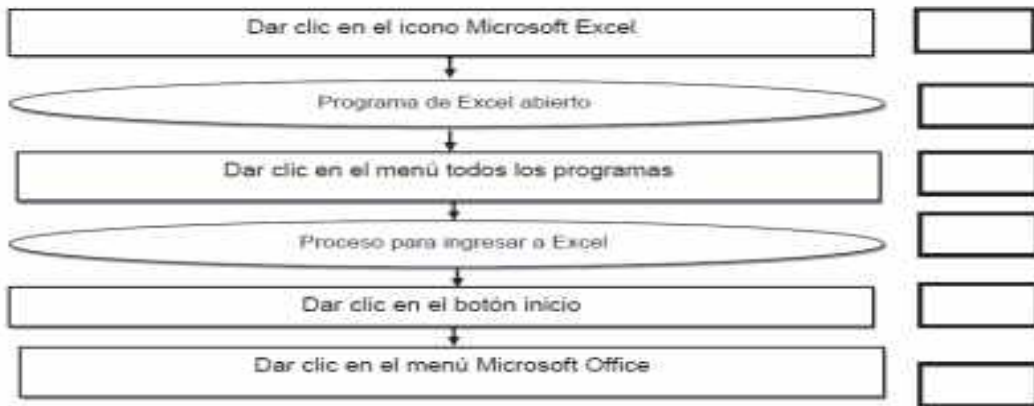 Dar clic en el icono Microsoft Excel
Programa de Excel abierto
Dar clic en el menú todos los programas
Proceso para ingresar a Excel
Dar clic en el botón inicio
Dar clic en el menú Microsoft Office